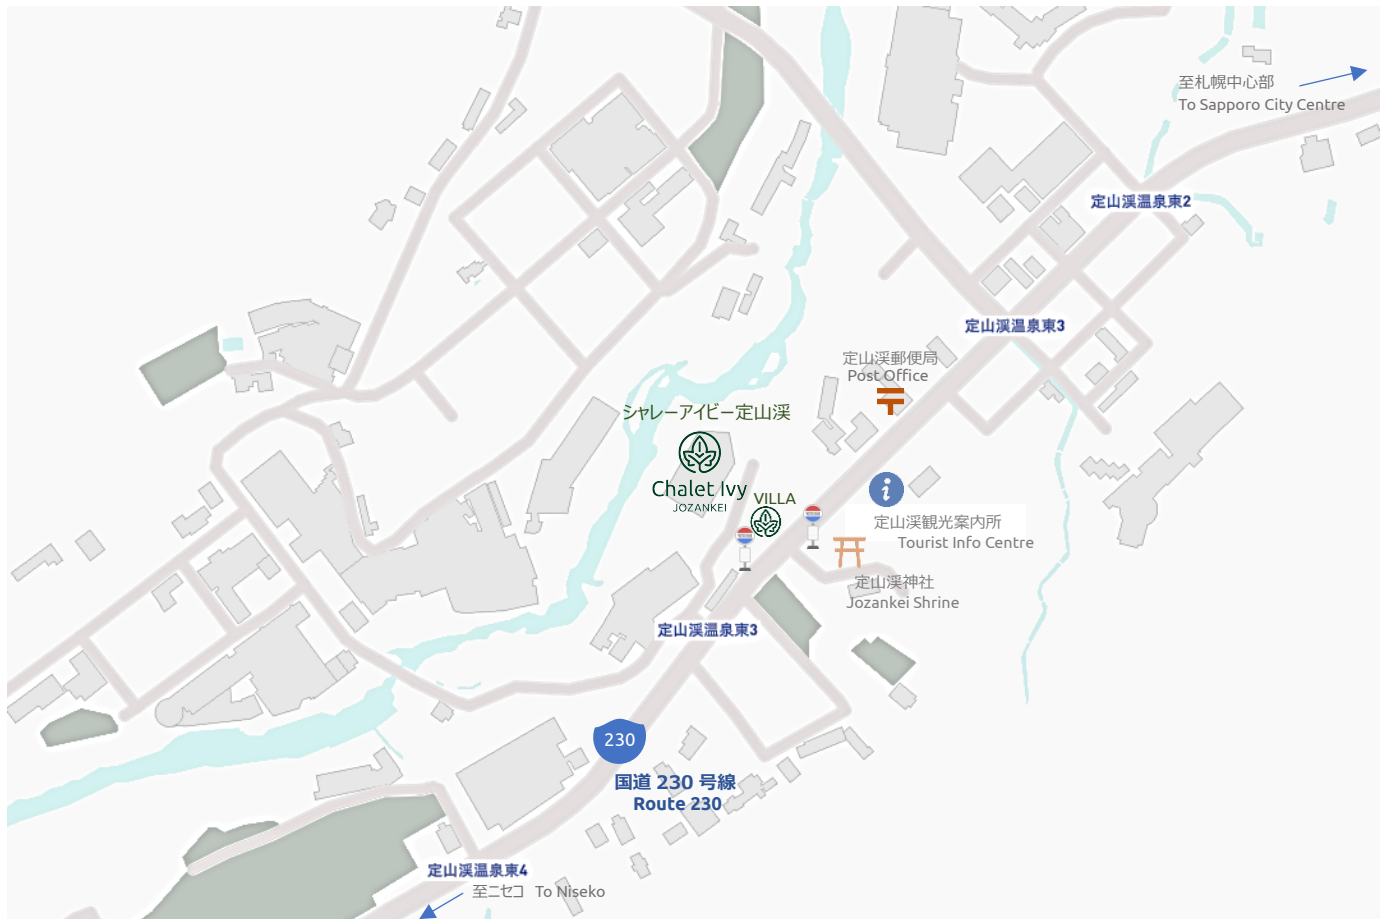 至札幌中心部
To Sapporo City Centre
定山渓温泉東2
定山渓温泉東3
定山渓郵便局
Post Office
シャレーアイビー定山渓
Chalet Ivy
JOZANKEI
VILLA
定山渓観光案内所
Tourist Info Centre
定山渓神社
Jozankei Shrine
定山渓温泉東3
230
国道 230 号線
Route 230
定山渓温泉東4
至ニセコ To Niseko